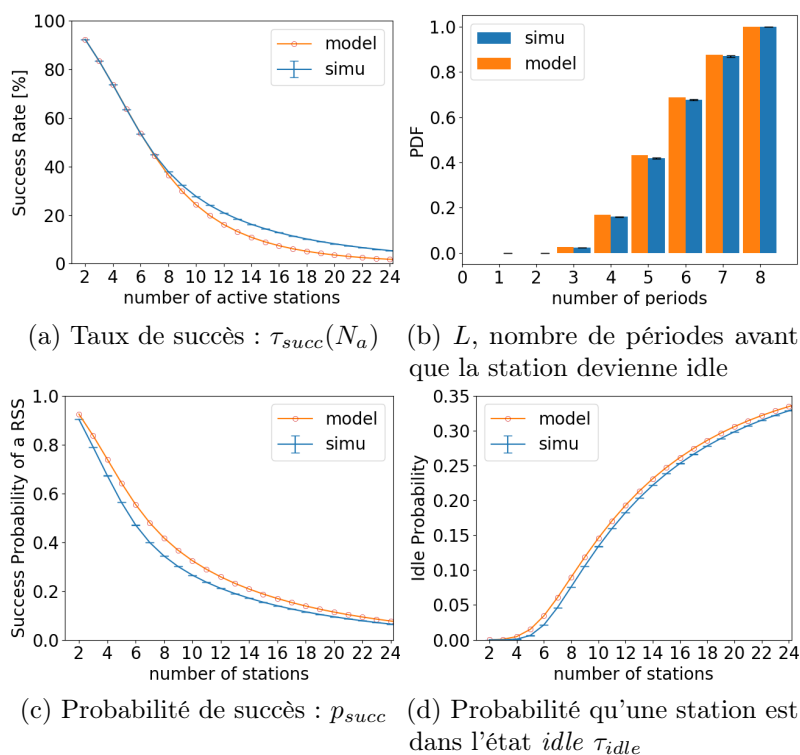 100
80
60
40
20
0
Success Rate [%]
model
simu
2 4 6 8 10 12 14 16 18 20 22 24
number of active stations
(a) Taux de succès : τsucc(Na)
1.0
0.8
0.6
0.4
0.2
0.0
PDF
simu
model
0 1 2 3 4 5 6 7 8
number of periods
(b) L, nombre de périodes avant
que la station devienne idle
1.0
0.8
0.6
0.4
0.2
0.0
Success Probability of a RSS
model
simu
2 4 6 8 10 12 14 16 18 20 22 24
number of stations
(c) Probabilité de succès : psucc
0.35
0.30
0.25
0.20
0.15
0.10
0.05
0.00
Idle Probability
model
simu
2 4 6 8 10 12 14 16 18 20 22 24
number of stations
(d) Probabilité qu'une station est
dans l'état idle τidle